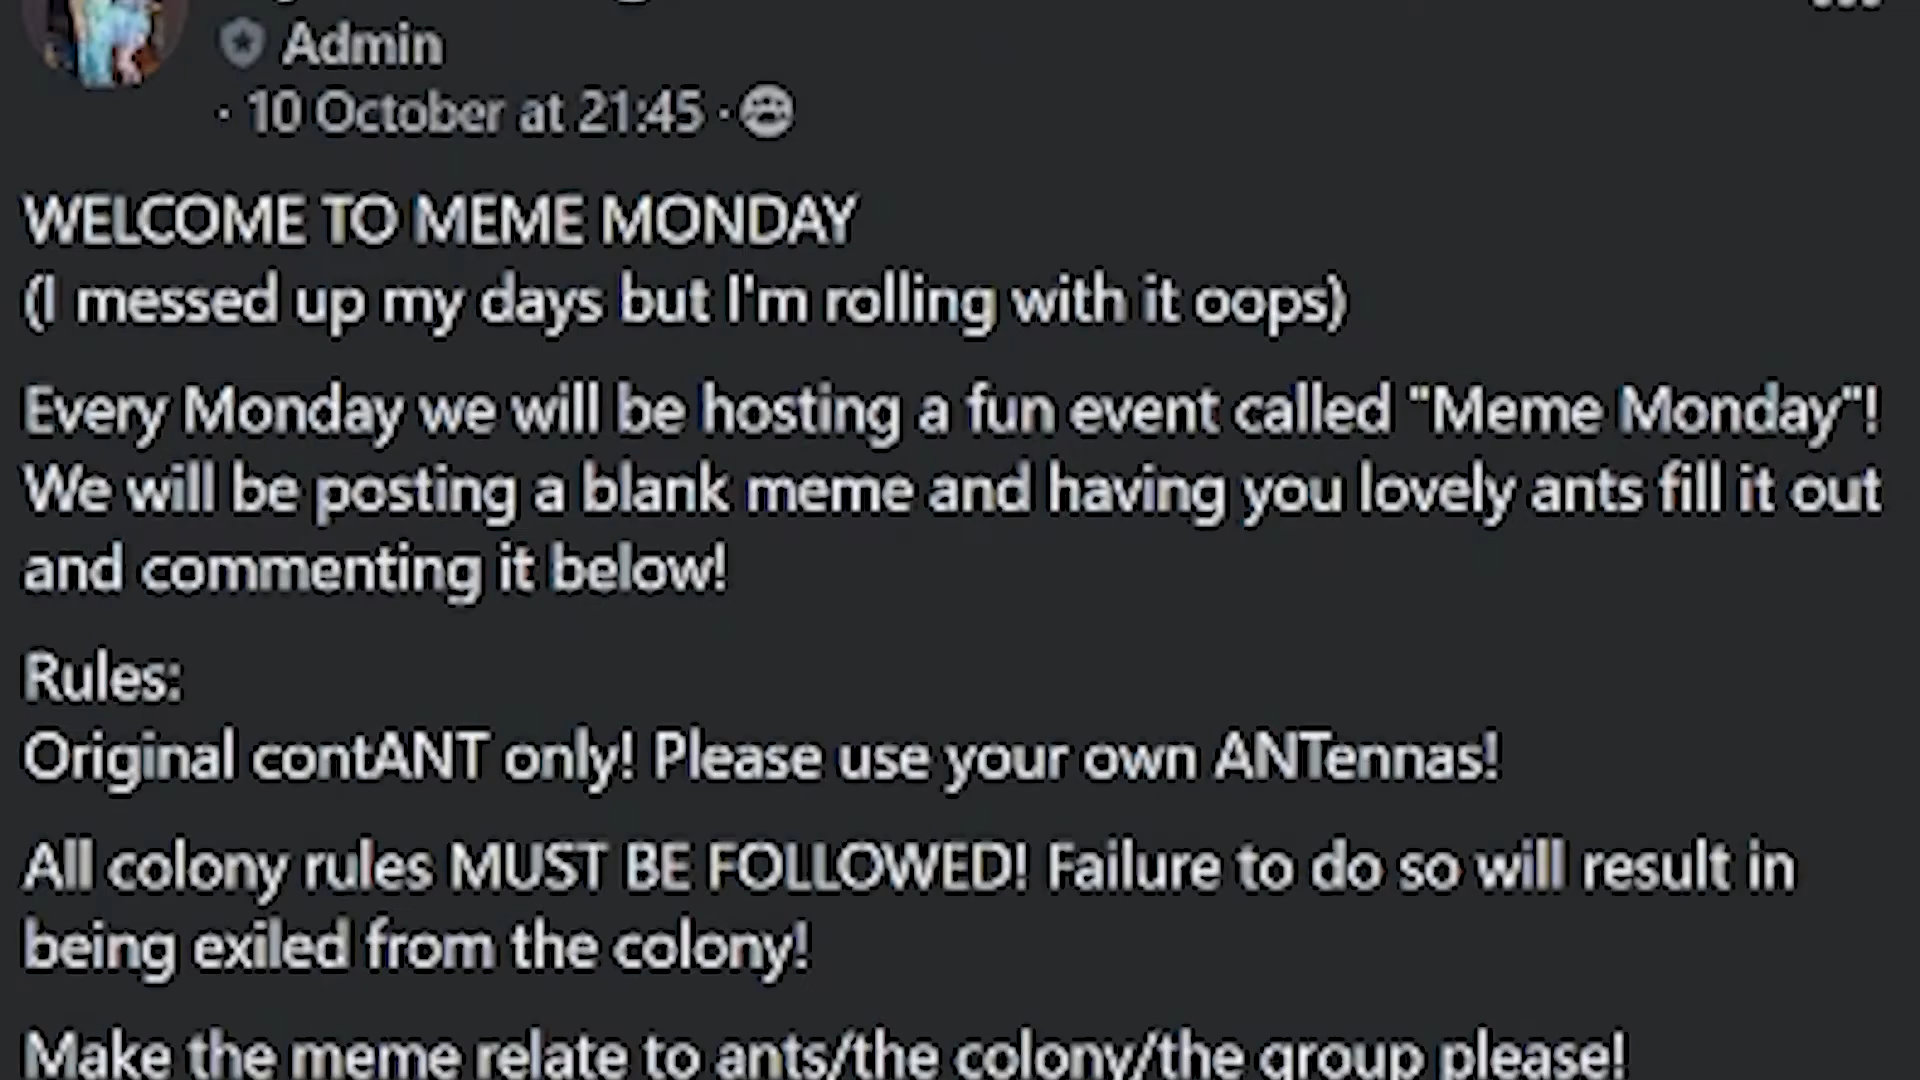 Admin
· 10 October at 21:45 ·
WELCOME TO MEME MONDAY
(I messed up my days but I'm rolling with it oops)
Every Monday we will be hosting a fun event called "Meme Monday"!
We will be posting a blank meme and having you lovely ants fill it out
and commenting it below!
Rules:
Original contANT only! Please use your own ANTennas!
All colony rules MUST BE FOLLOWED! Failure to do so will result in
being exiled from the colony!
Make the meme relate to ants/the colony/the group please!